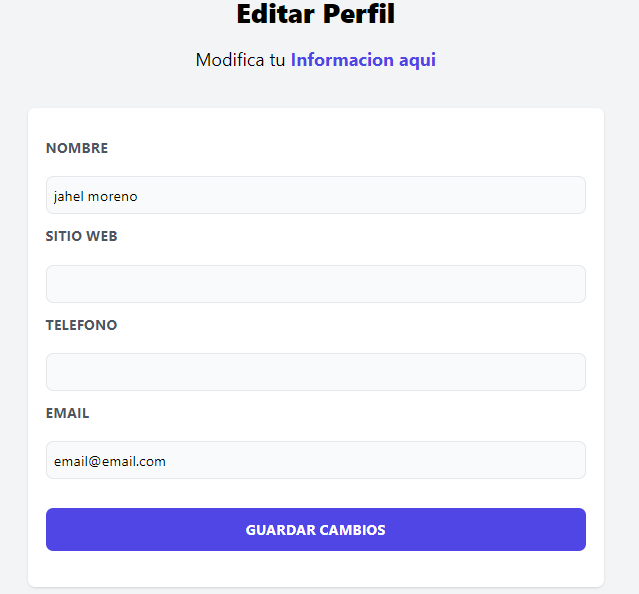 Editar Perfil
Modifica tu Informacion aqui
NOMBRE
jahel moreno
SITIO WEB
TELEFONO
EMAIL
email@email.com
GUARDAR CAMBIOS